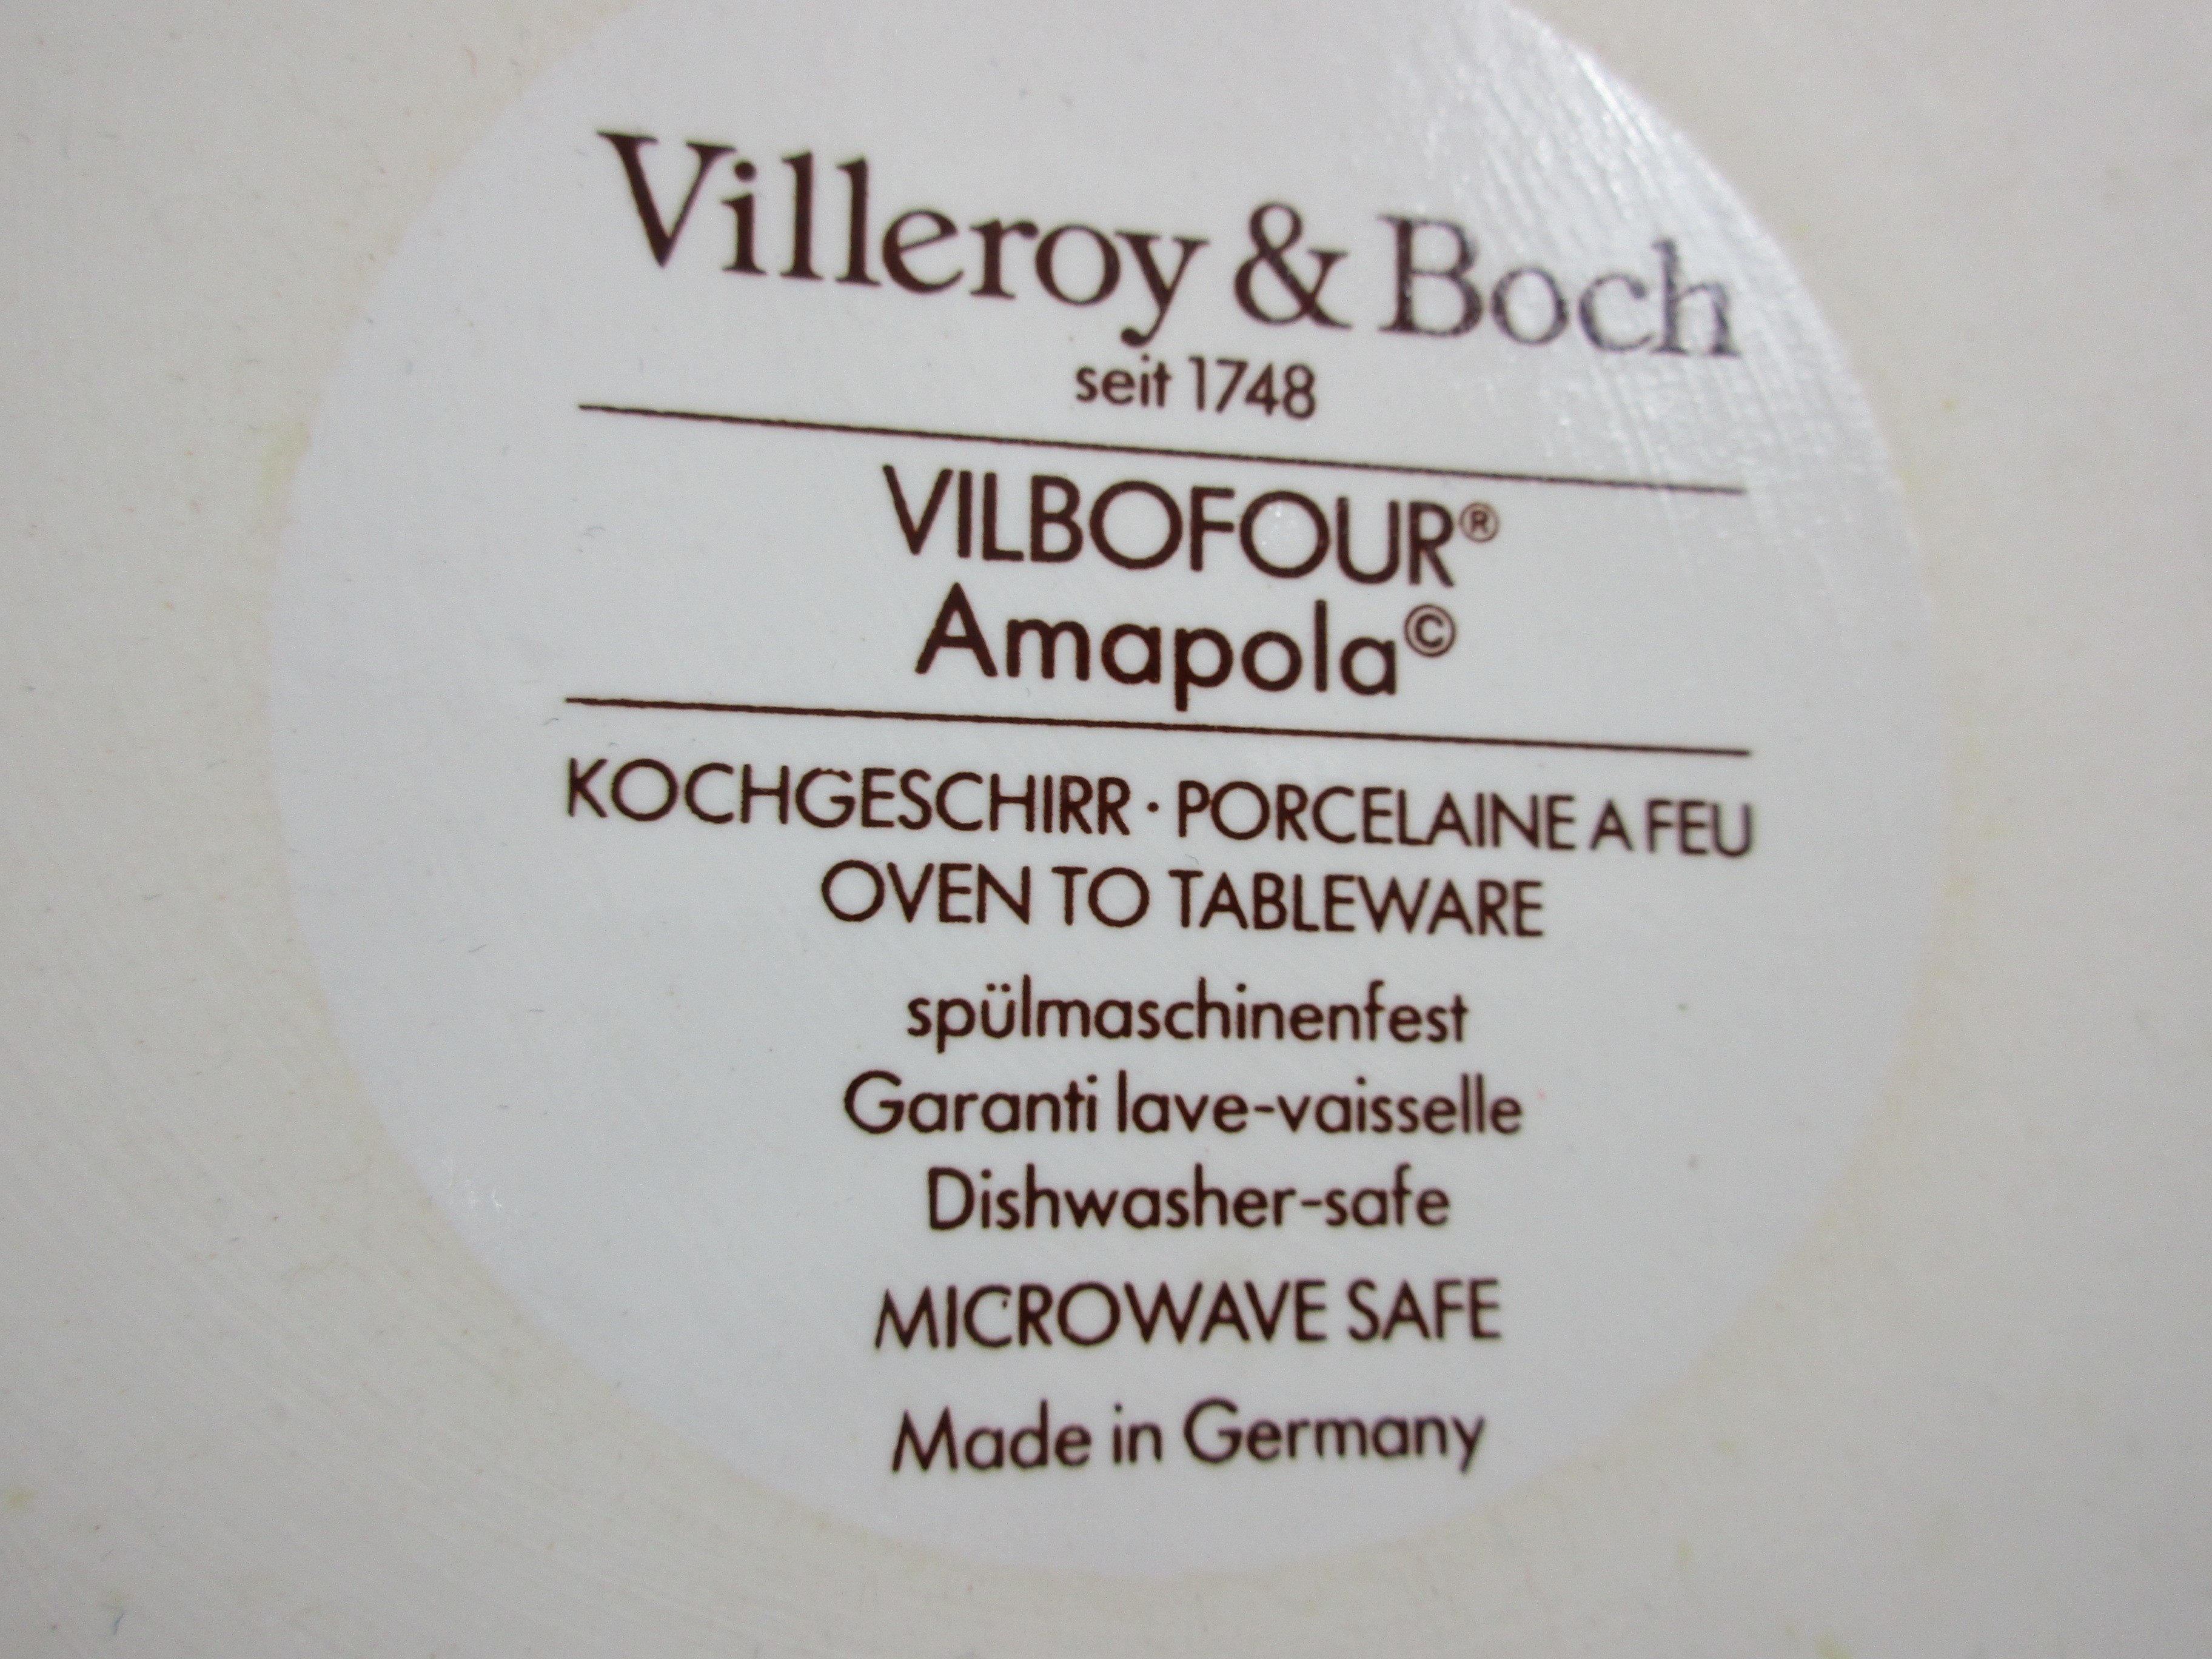 Villeroy & Boch
seit 1748
VILBOFOUR®
Amapola©
KOCHGESCHIRR · PORCELAINE A FEU
OVEN TO TABLEWARE
spülmaschinenfest
Garanti lave-vaisselle
Dishwasher-safe
MICROWAVE SAFE
Made in Germany